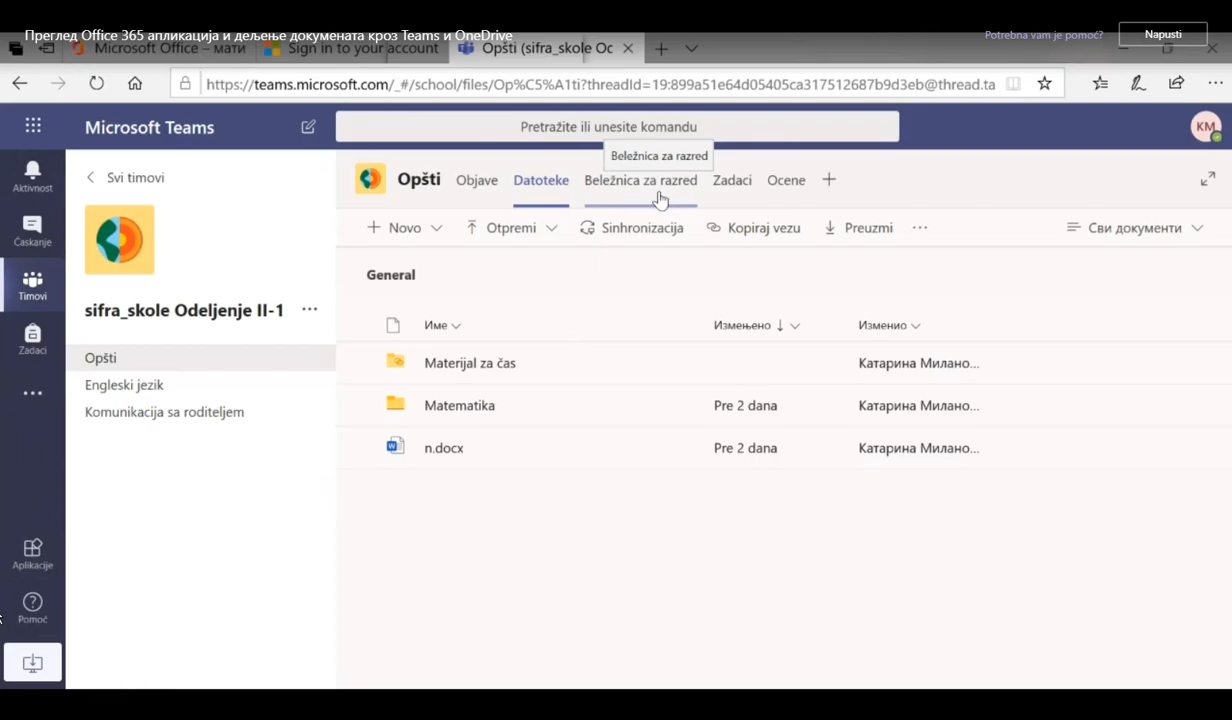 Преглед Office 365 апликација и дељење докумената кроз Teams и OneDrive
Potrebna vam je pomoć?
Napusti
Microsoft Office – мати
Sign in to your account
Opšti (sifra_skole Oc
https://teams.microsoft.com/_#/school/files/Op%C5%A1ti?threadId=19:899a51e64d05405ca317512687b9d3eb@thread.ta
Microsoft Teams
Pretražite ili unesite komandu
KM
Beležnica za razred
Aktivnost
Ćaskanje
Timovi
Zadaci
Aplikacije
Pomoć
Svi timovi
sifra_skole Odeljenje II-1
Opšti
Engleski jezik
Komunikacija sa roditeljem
Opšti Objave Datoteke Beležnica za razred Zadaci Ocene
Novo Otpremi Sinhronizacija Kopiraj vezu Preuzmi Сви документи
General
Име Измењено Изменио
Materijal za čas Катарина Милано...
Matematika Pre 2 dana Катарина Милано...
n.docx Pre 2 dana Катарина Милано...